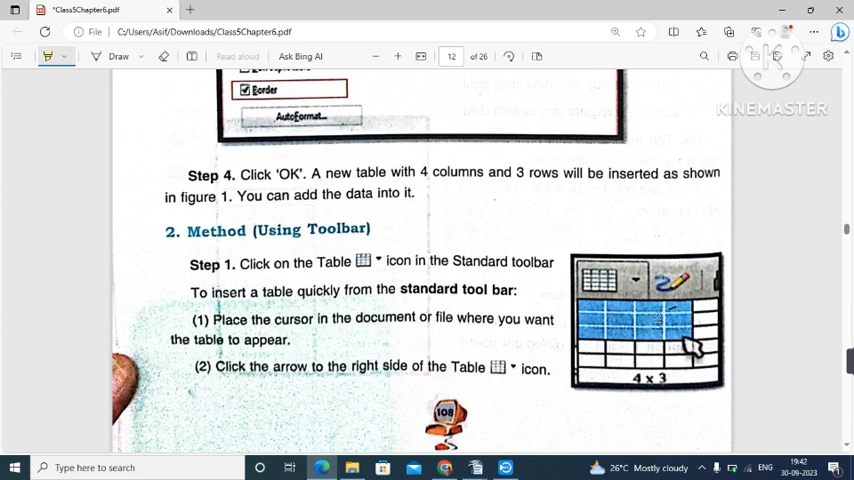 *Class5Chapter6.pdf
File
C:/Users/Asif/Downloads/Class5Chapter6.pdf
Draw
Read aloud
Ask Bing AI
12
of 26
KINEMASTER
Border
AutoFormat...
Step 4. Click ‘OK’. A new table with 4 columns and 3 rows will be inserted as shown
in figure 1. You can add the data into it.
2. Method (Using Toolbar)
Step 1. Click on the Table icon in the Standard toolbar
To insert a table quickly from the standard tool bar:
(1) Place the cursor in the document or file where you want
the table to appear.
(2) Click the arrow to the right side of the Table icon.
4 x 3
108
Type here to search
26°C Mostly cloudy
ENG
19:42
30-09-2023